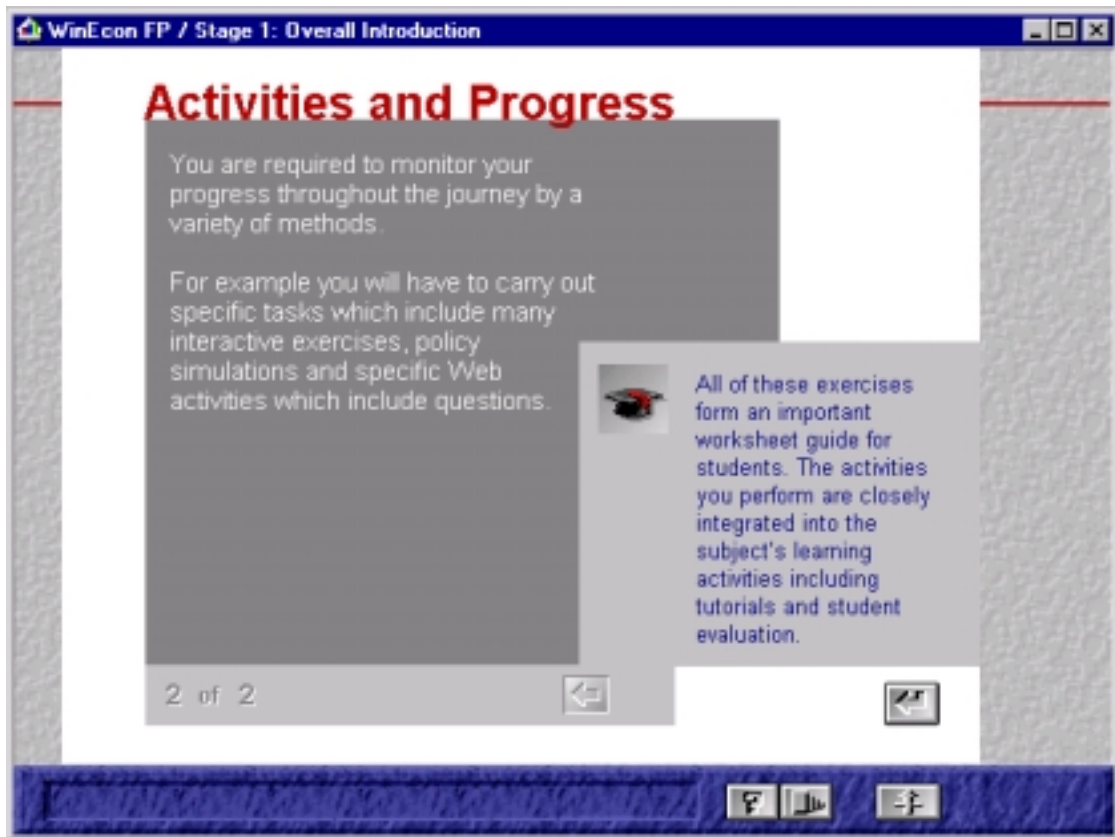 WinEcon FP / Stage 1: Overall Introduction
Activities and Progress
You are required to monitor your
progress throughout the journey by a
variety of methods.
For example you will have to carry out
specific tasks which include many
interactive exercises, policy
simulations and specific Web
activities which include questions.
All of these exercises
form an important
worksheet guide for
students. The activities
you perform are closely
integrated into the
subject's learning
activities including
tutorials and student
evaluation.
2 of 2